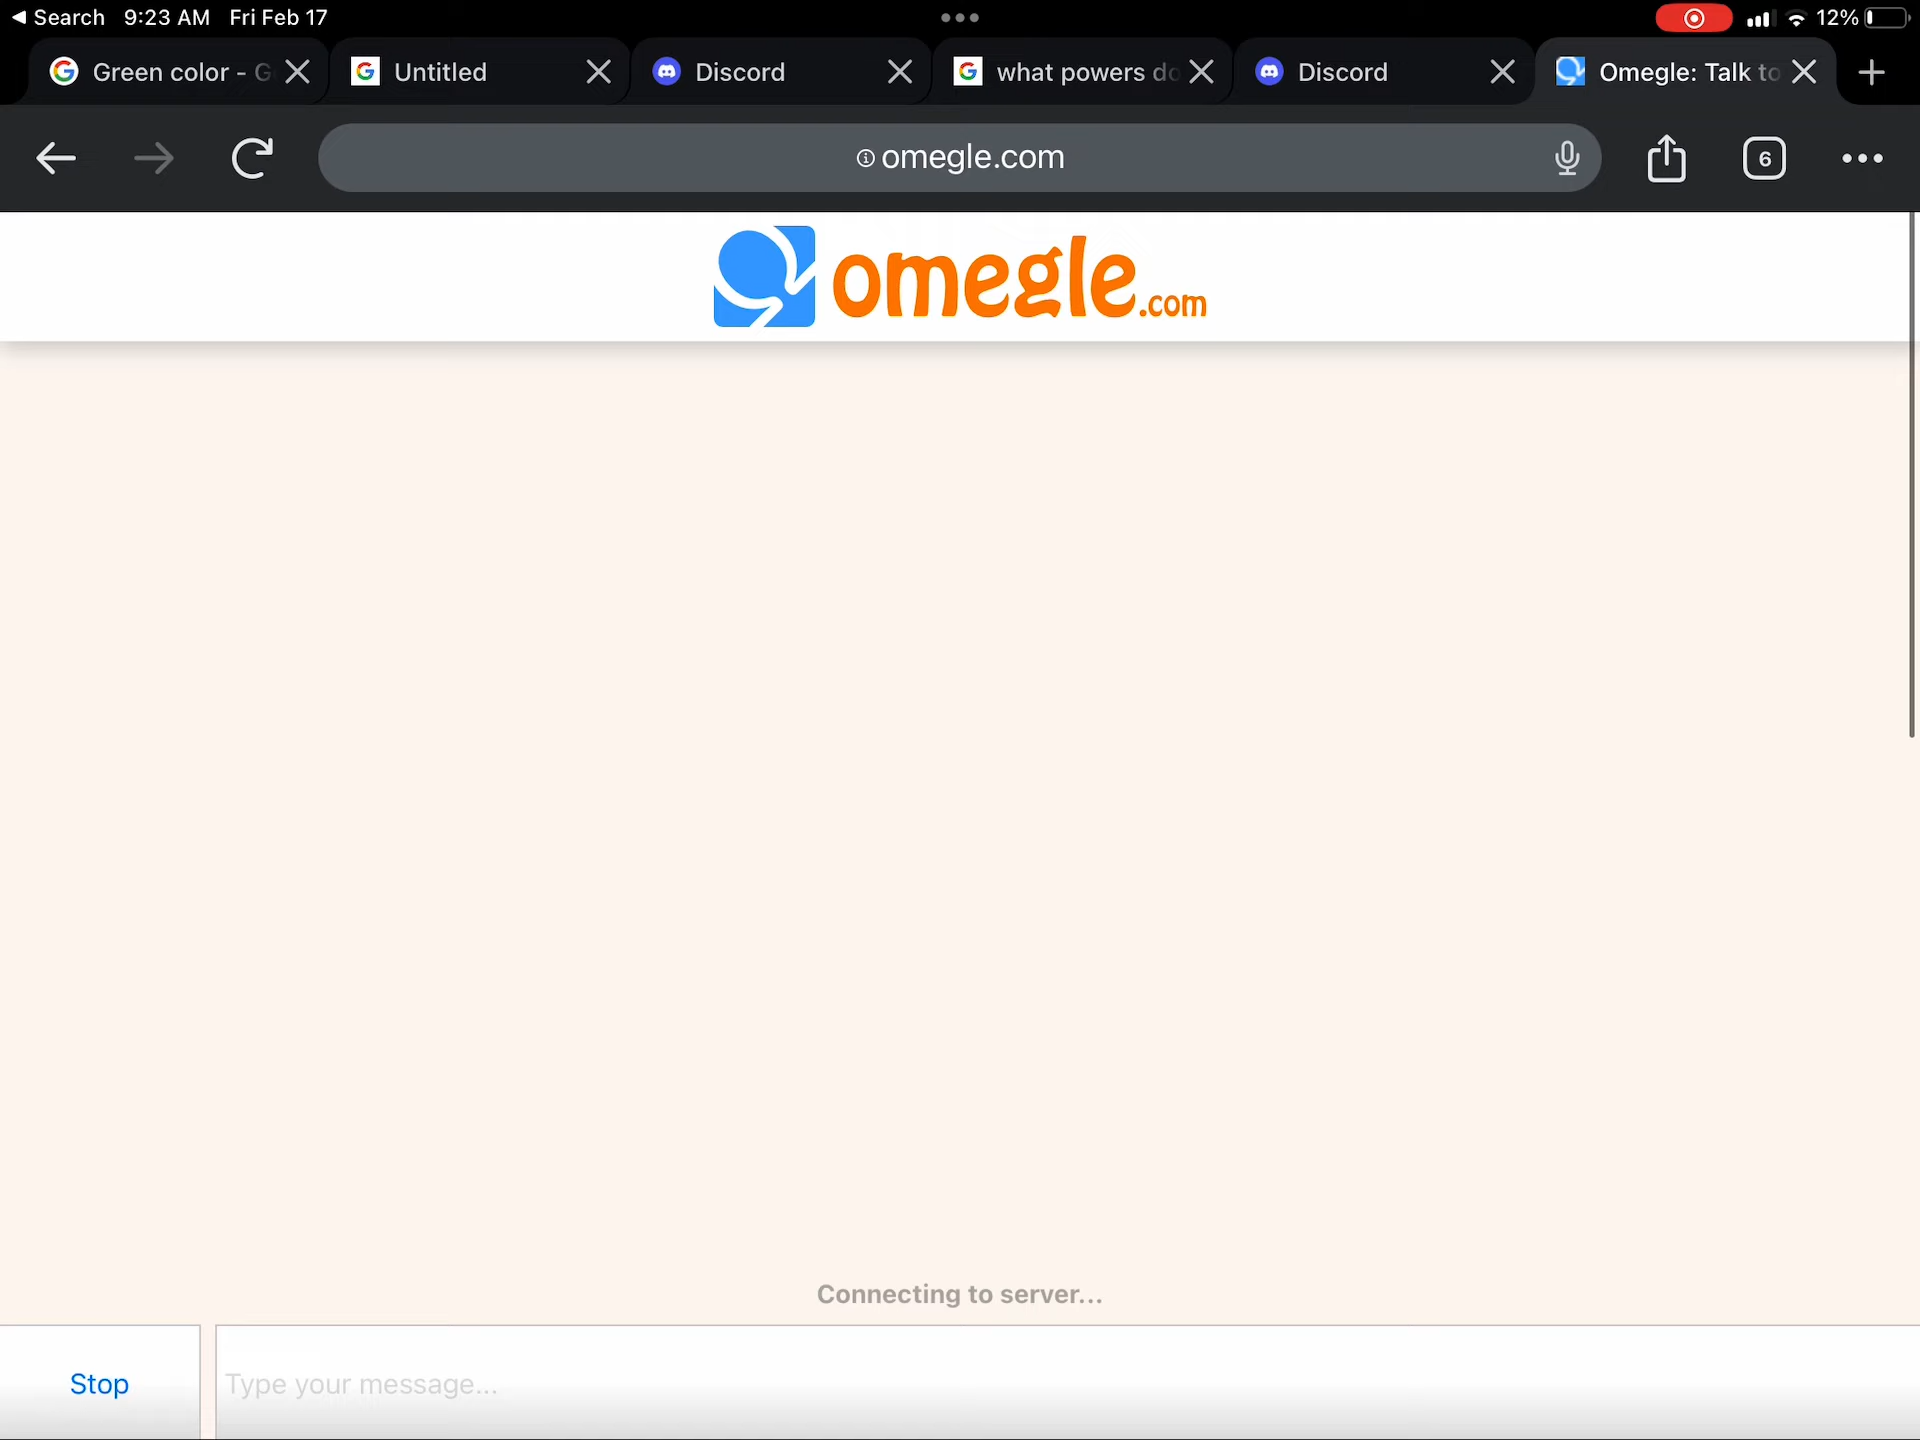 Search 9:23 AM Fri Feb 17 12%
Green color - G Untitled Discord what powers do Discord Omegle: Talk to
omegle.com 6
omegle.com
Connecting to server...
Stop Type your message...